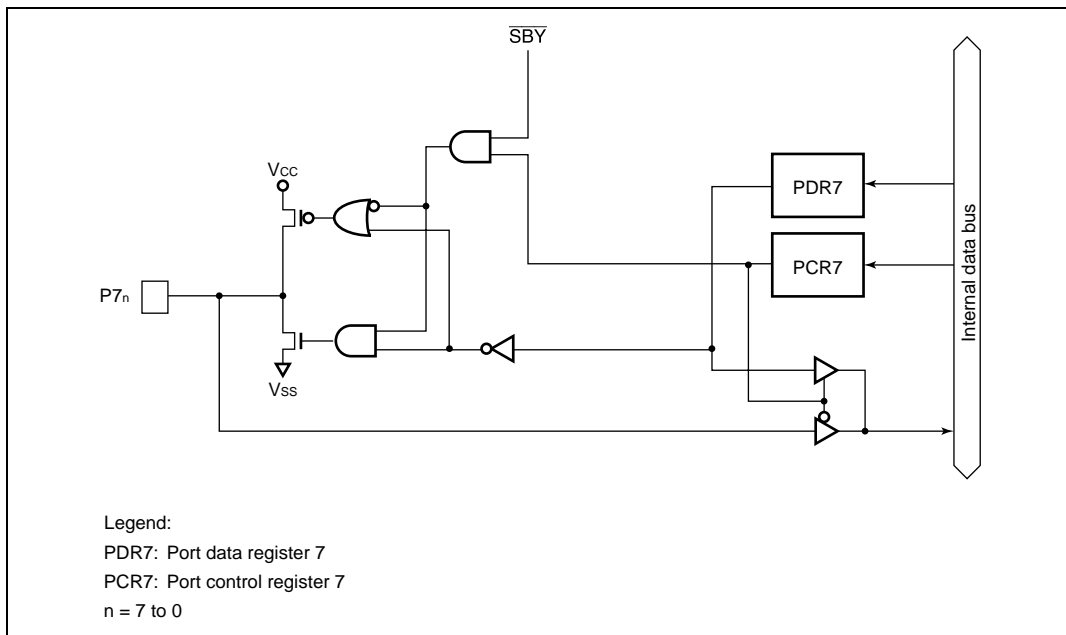 SBY
VCC
PDR7
PCR7
Internal data bus
P7n
VSS
Legend:
PDR7: Port data register 7
PCR7: Port control register 7
n = 7 to 0